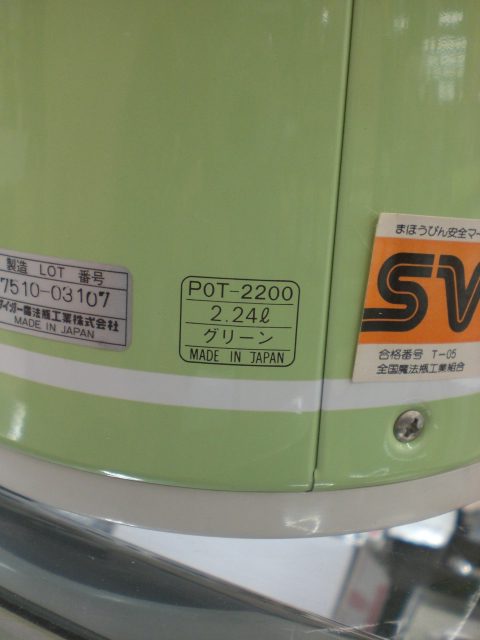 製造 LOT 番号
7510-03107
タイガー魔法瓶工業株式会社
MADE IN JAPAN
POT-2200
2.24ℓ
グリーン
MADE IN JAPAN
まほうびん安全マー
SV
合格番号 T-05
全国魔法瓶工業組合